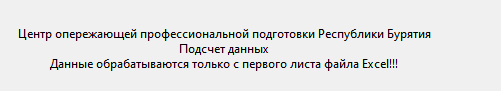 Центр опережающей профессиональной подготовки Республики Бурятия
Подсчет данных
Данные обрабатываются только с первого листа файла Excel!!!